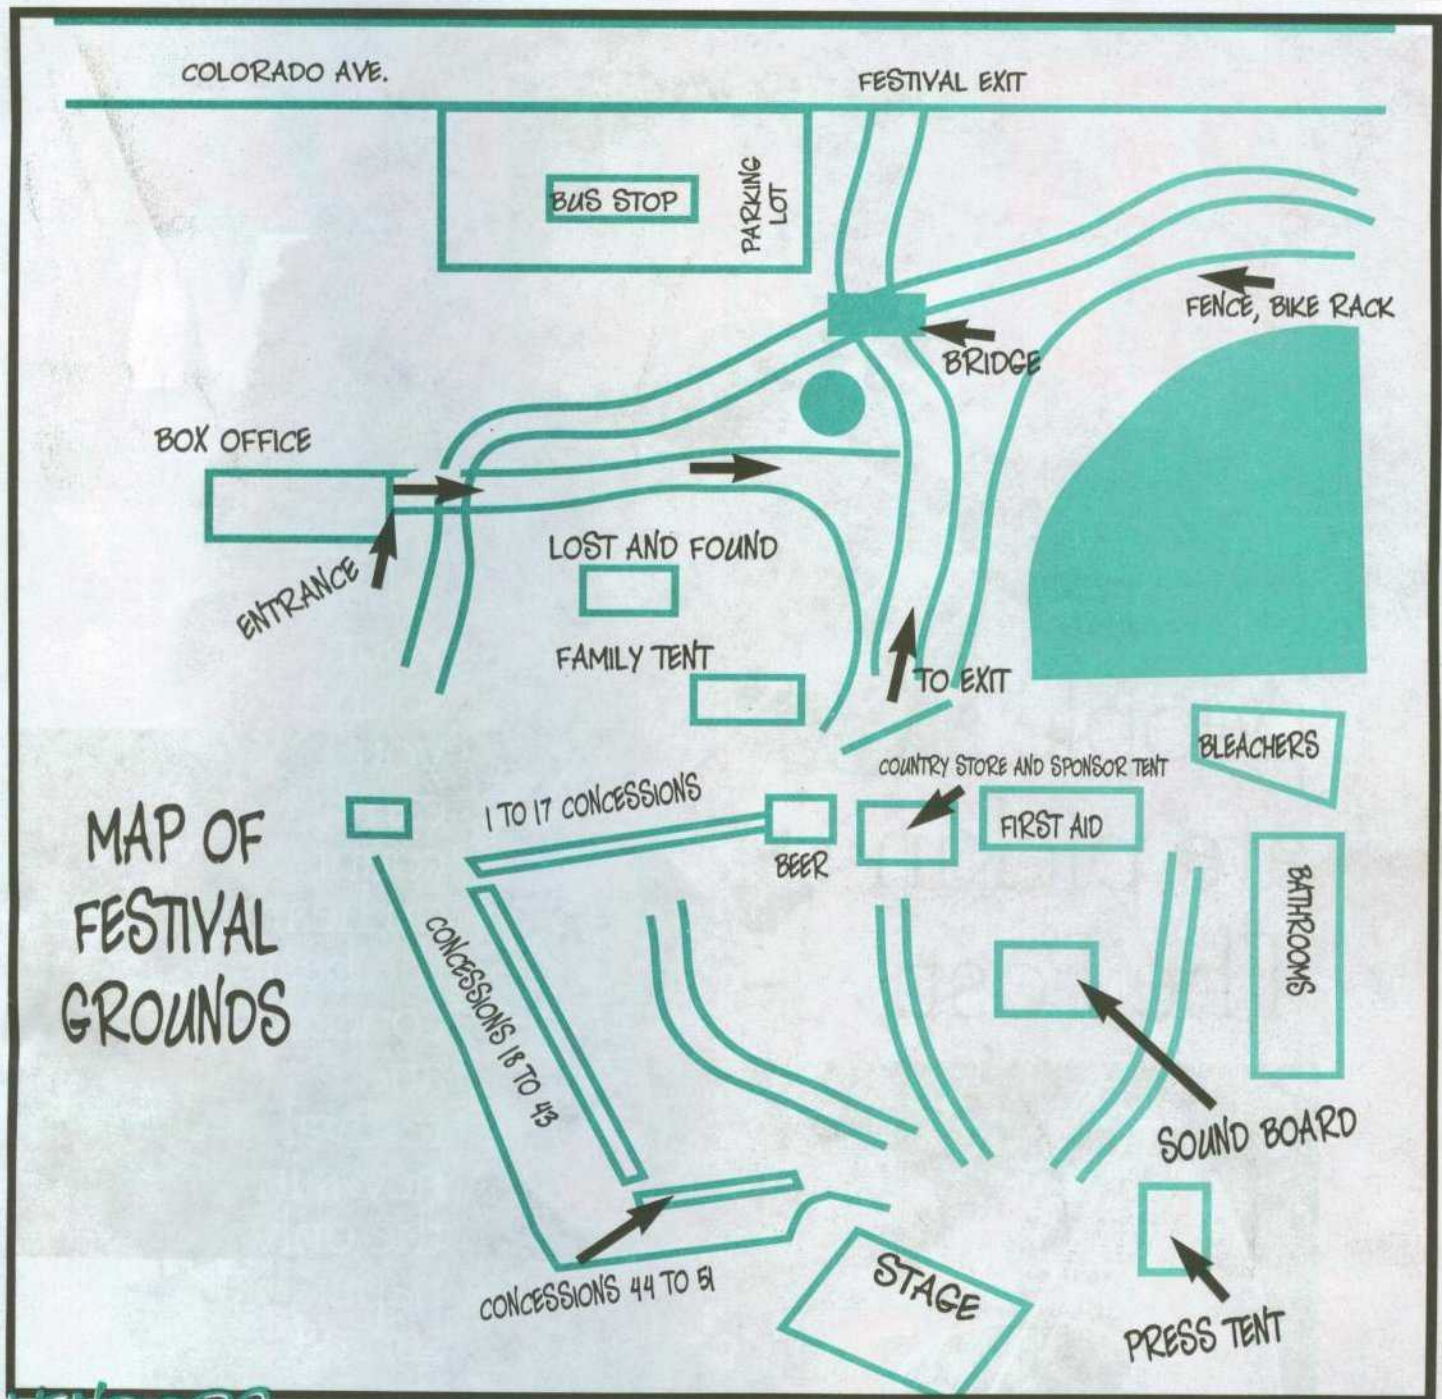 COLORADO AVE.
FESTIVAL EXIT
BUS STOP
PARKING
LOT
FENCE, BIKE RACK
BRIDGE
BOX OFFICE
ENTRANCE
LOST AND FOUND
FAMILY TENT
TO EXIT
BLEACHERS
COUNTRY STORE AND SPONSOR TENT
1 TO 17 CONCESSIONS
BEER
FIRST AID
MAP OF
FESTIVAL
GROUNDS
BATHROOMS
CONCESSIONS 18 TO 43
SOUND BOARD
CONCESSIONS 44 TO 51
STAGE
PRESS TENT